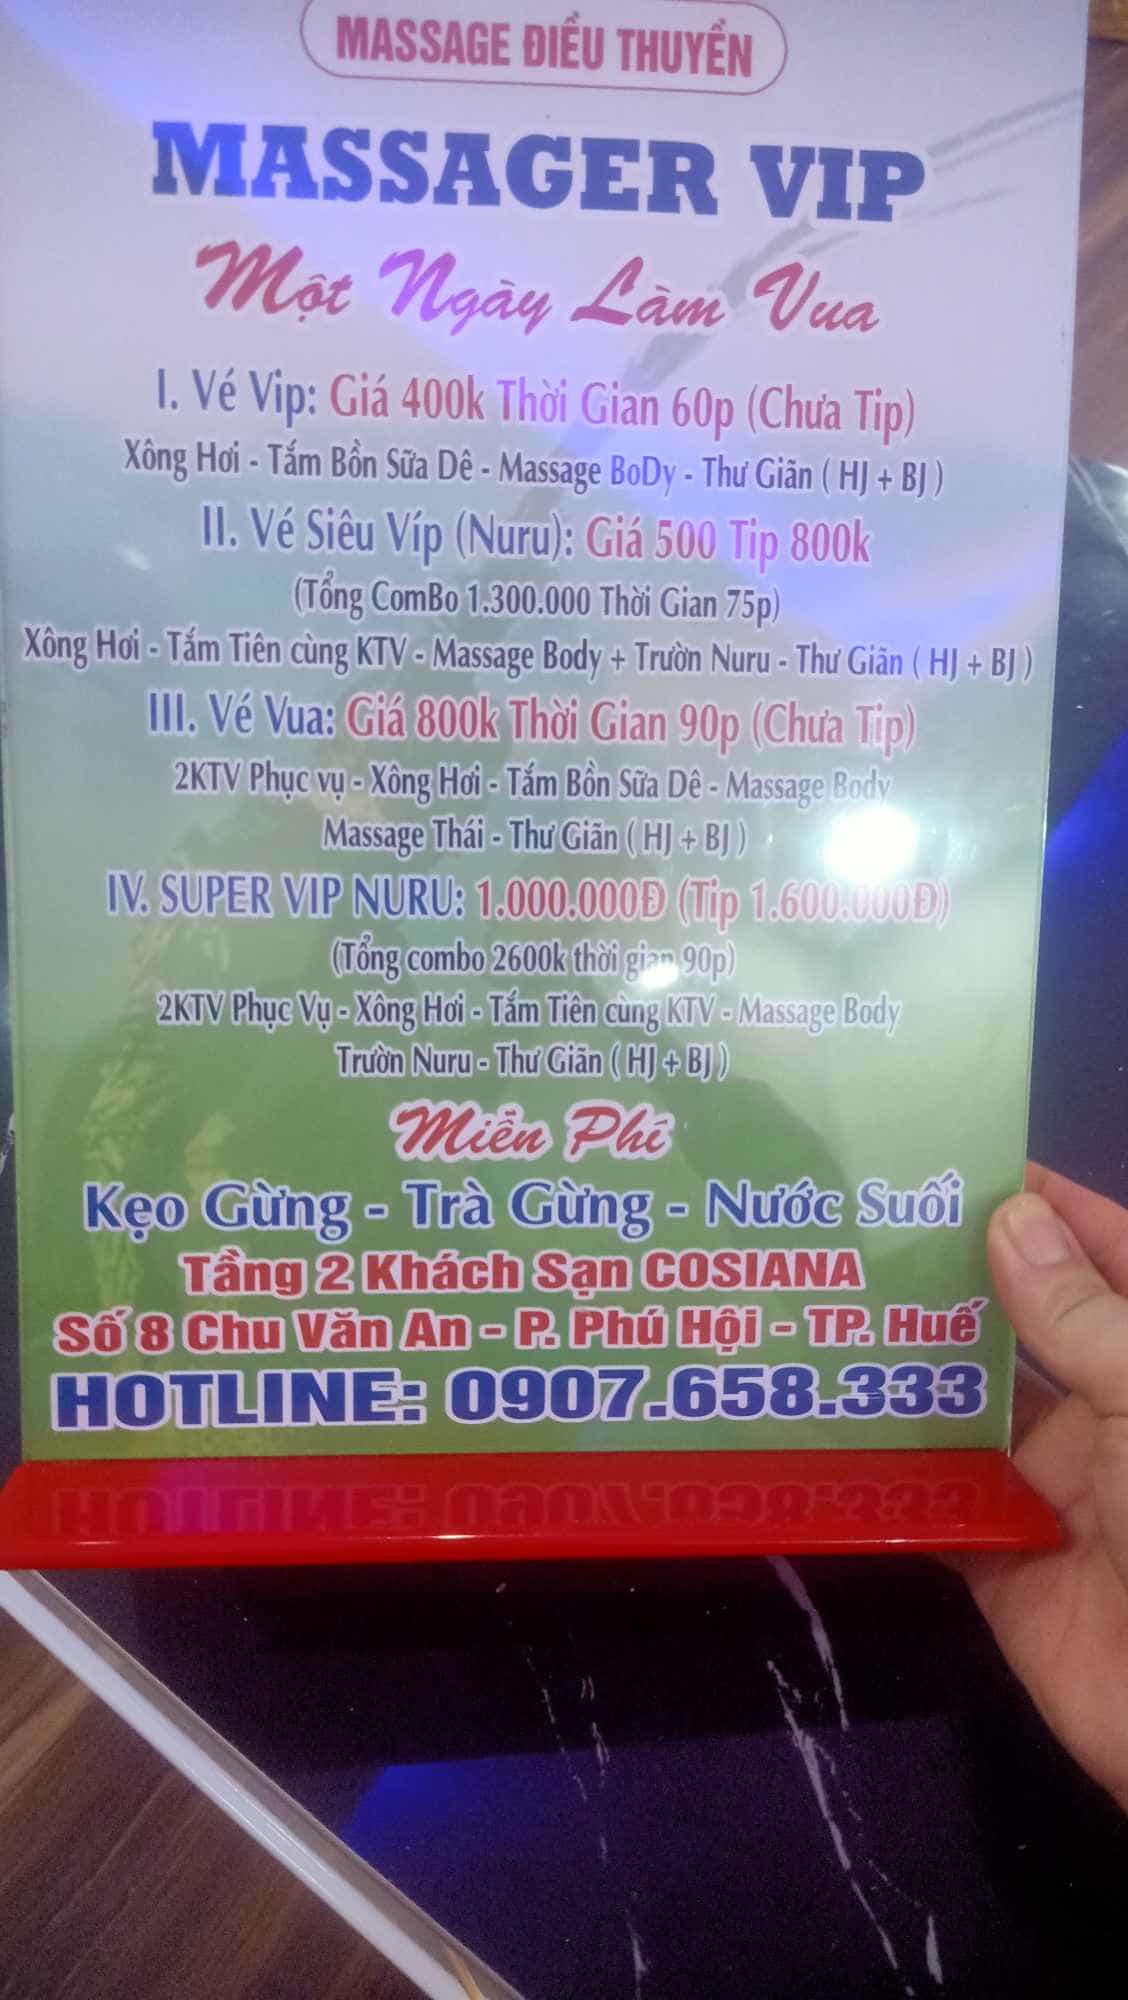 MASSAGE ĐIỀU THUYỀN
MASSAGER VIP
Một Ngày Làm Vua
I. Vé Vip: Giá 400k Thời Gian 60p (Chưa Tip)
Xông Hơi - Tắm Bồn Sữa Dê - Massage BoDy - Thư Giãn ( HJ + BJ )
II. Vé Siêu Víp (Nuru): Giá 500 Tip 800k
(Tổng ComBo 1.300.000 Thời Gian 75p)
Xông Hơi - Tắm Tiên cùng KTV - Massage Body + Trườn Nuru - Thư Giãn ( HJ + BJ )
III. Vé Vua: Giá 800k Thời Gian 90p (Chưa Tip)
2KTV Phục vụ - Xông Hơi - Tắm Bồn Sữa Dê - Massage Body
Massage Thái - Thư Giãn ( HJ + BJ )
IV. SUPER VIP NURU: 1.000.000Đ (Tip 1.600.000Đ)
(Tổng combo 2600k thời gian 90p)
2KTV Phục Vụ - Xông Hơi - Tắm Tiên cùng KTV - Massage Body
Trườn Nuru - Thư Giãn ( HJ + BJ )
Miễn Phí
Kẹo Gừng - Trà Gừng - Nước Suối
Tầng 2 Khách Sạn COSIANA
Số 8 Chu Văn An - P. Phú Hội - TP. Huế
HOTLINE: 0907.658.333